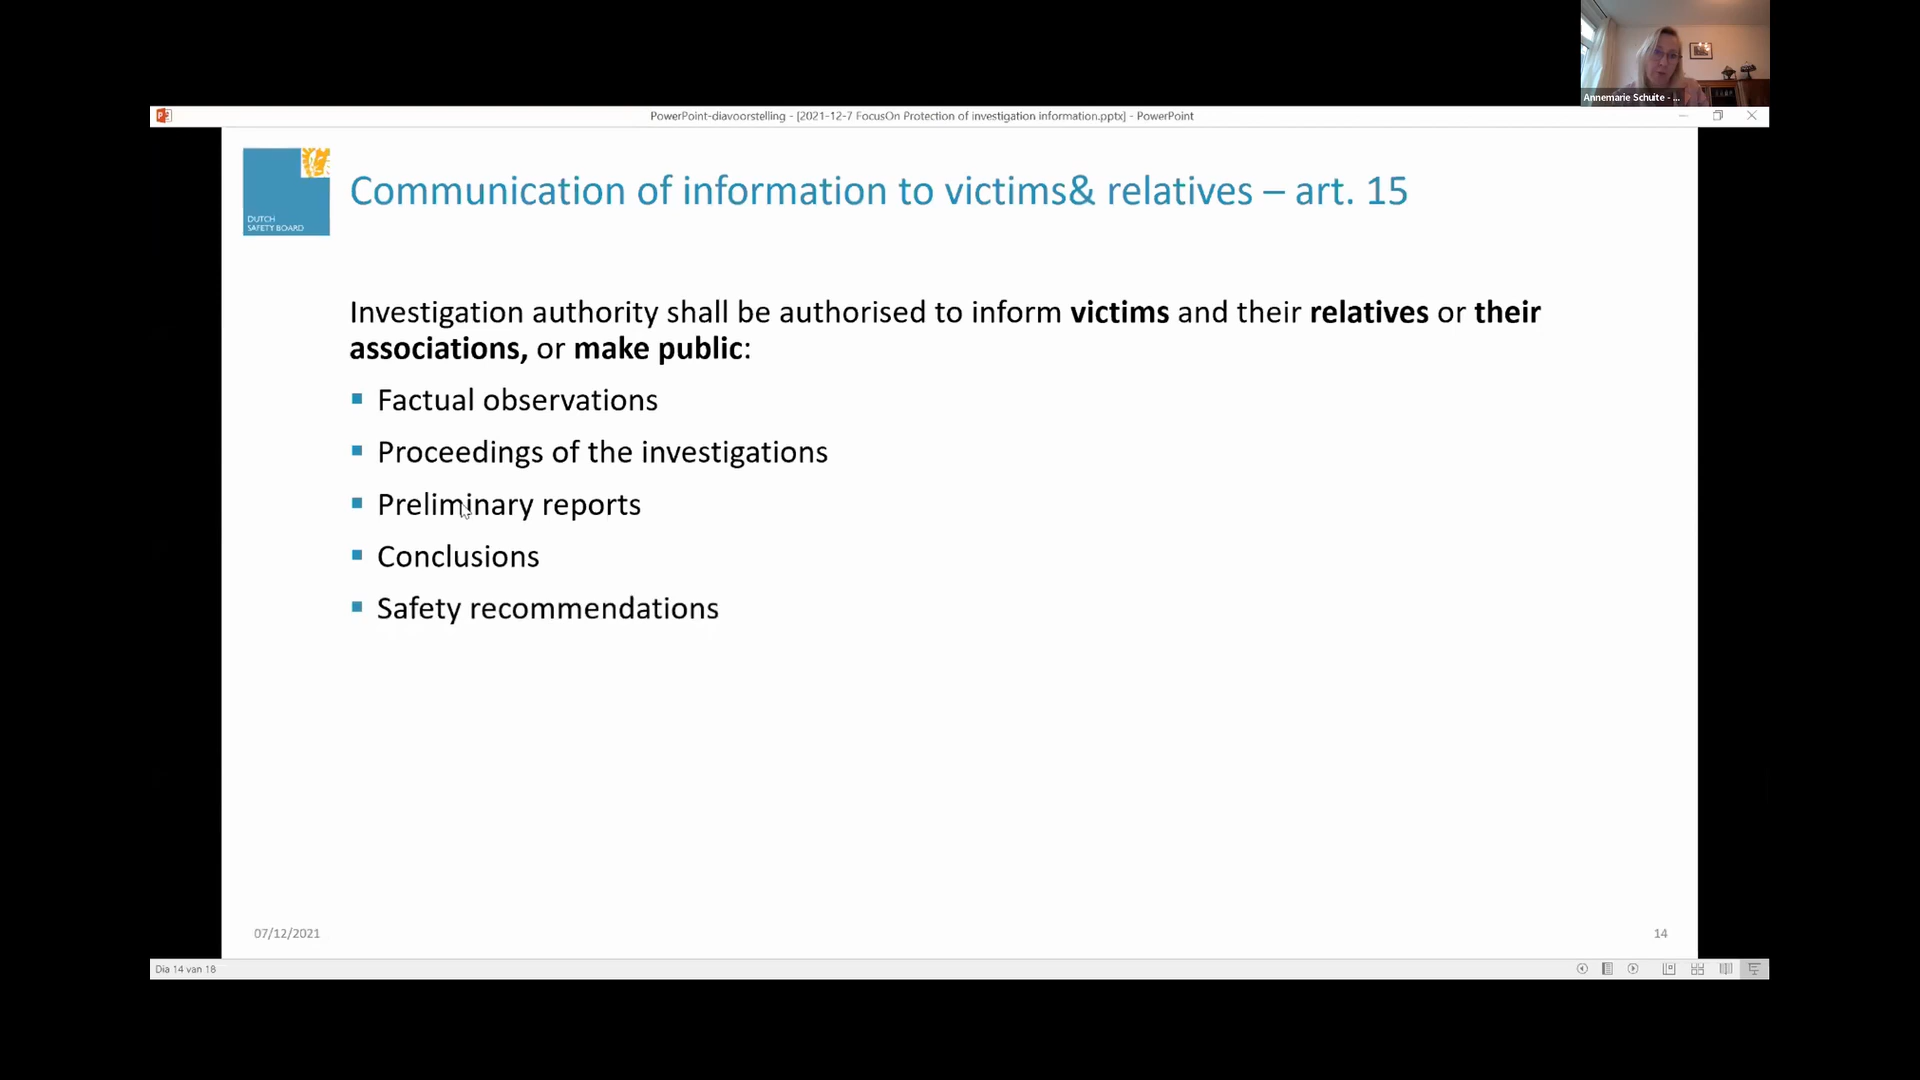 Annemarie Schuite - ...
PowerPoint-diavoorstelling - [2021-12-7 FocusOn Protection of investigation information.pptx] - PowerPoint
DUTCH
SAFETY BOARD
Communication of information to victims& relatives – art. 15
Investigation authority shall be authorised to inform victims and their relatives or their
associations, or make public:
Factual observations
Proceedings of the investigations
Preliminary reports
Conclusions
Safety recommendations
07/12/2021
14
Dia 14 van 18